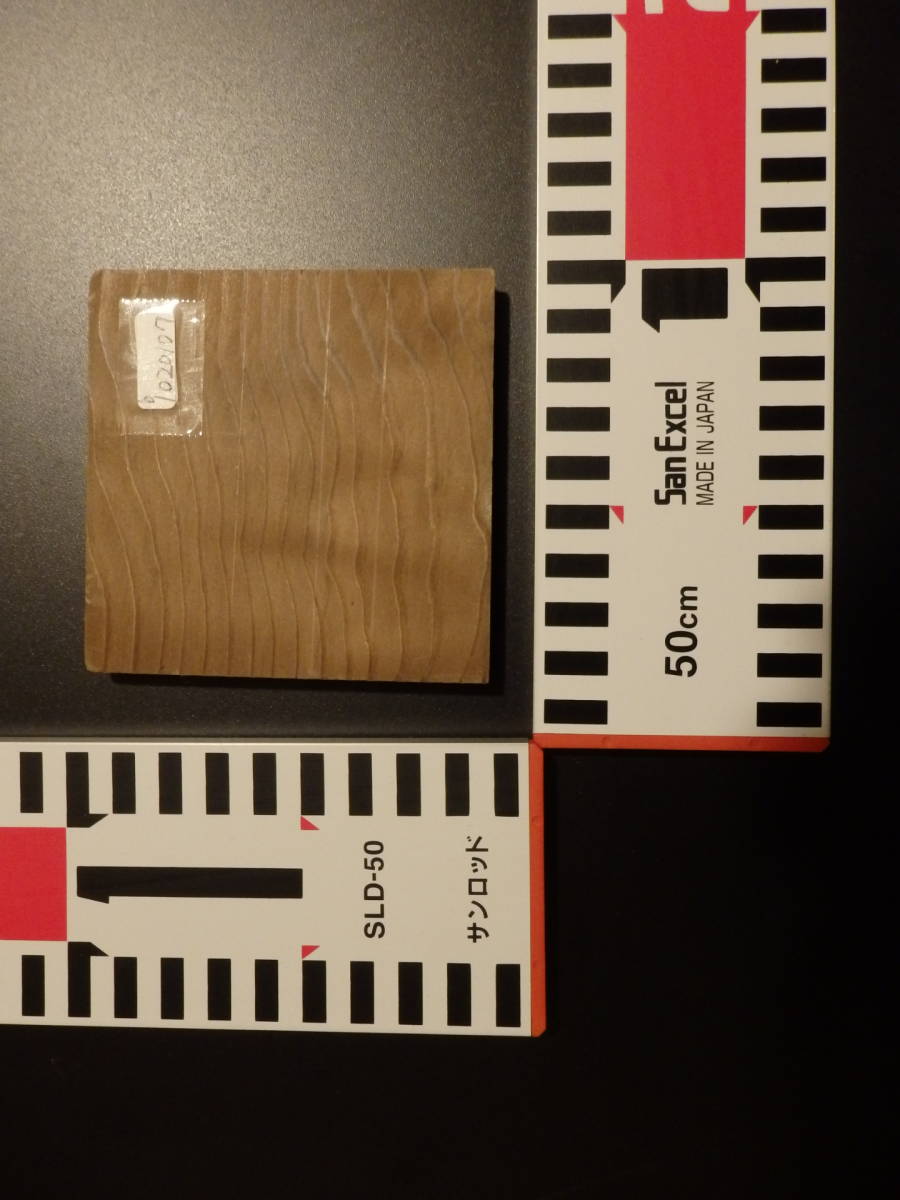 1020107
1
San Excel
MADE IN JAPAN
50cm
1
SLD-50
サンロッド